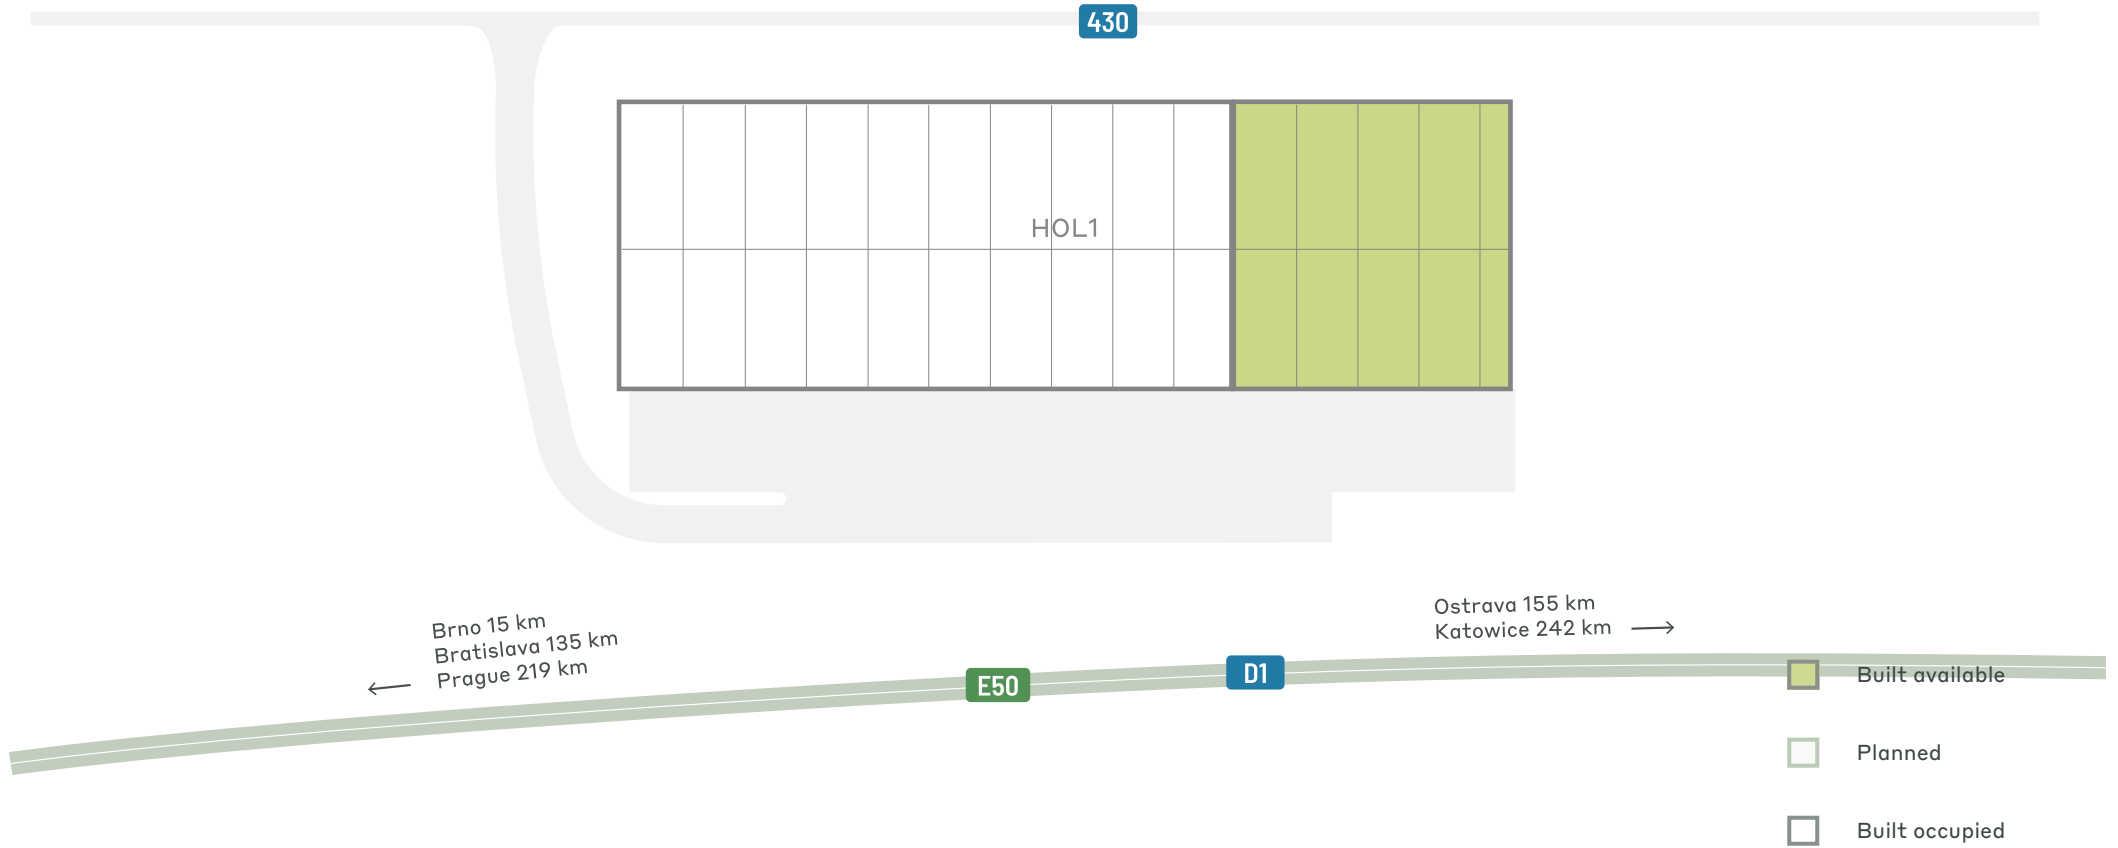 430
HOL1
Brno 15 km
Bratislava 135 km
Prague 219 km
Ostrava 155 km
Katowice 242 km
E50
D1
Built available
Planned
Built occupied